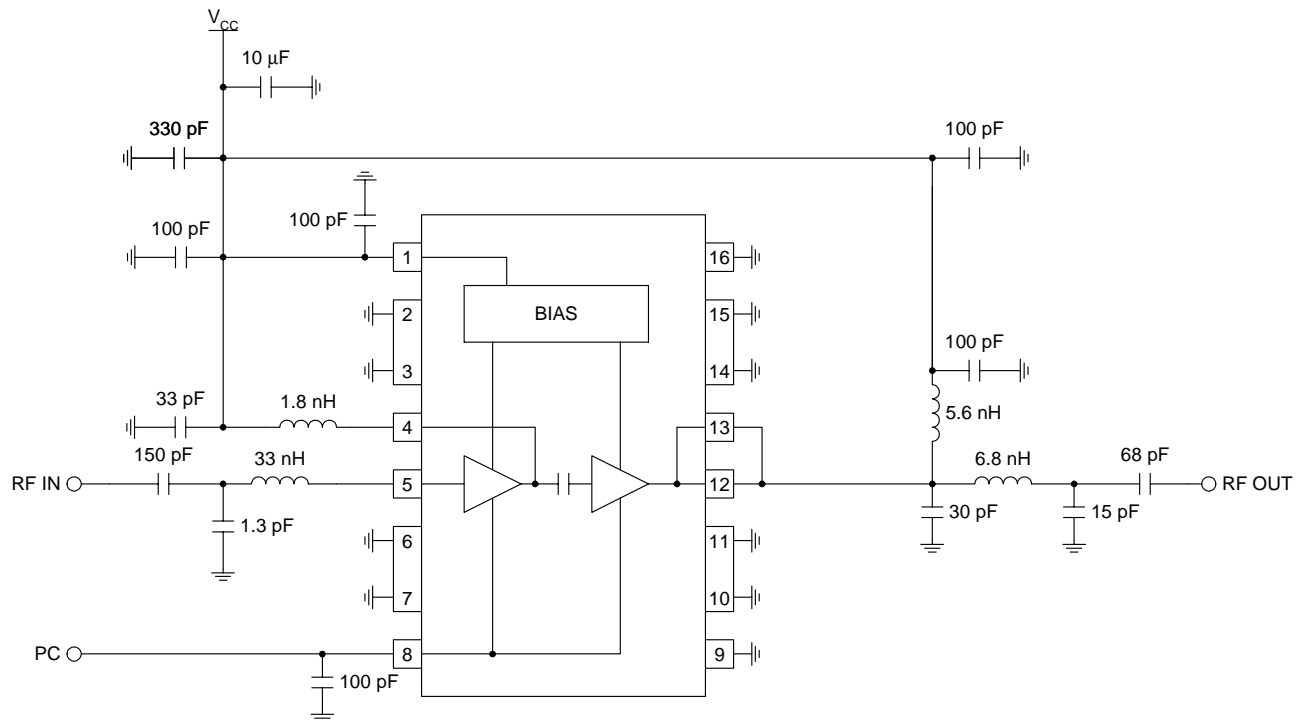 V_CC
10 µF
330 pF
100 pF
100 pF
100 pF
1
16
BIAS
2
15
3
14
100 pF
33 pF
1.8 nH
4
13
5.6 nH
RF IN
150 pF
33 nH
5
12
6.8 nH
68 pF
RF OUT
1.3 pF
30 pF
15 pF
6
11
7
10
PC
8
9
100 pF